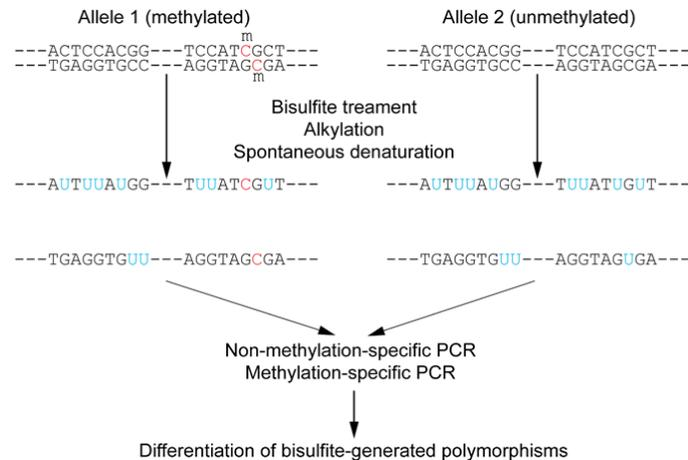 Allele 1 (methylated) Allele 2 (unmethylated)
m
---ACTCCACGG---TCCATCGCT--- ---ACTCCACGG---TCCATCGCT---
---TGAGGTGCC---AGGTAGCGA--- ---TGAGGTGCC---AGGTAGCGA---
m
Bisulfite treament
Alkylation
Spontaneous denaturation
---AUTUUAUGG---TUUATCGUT--- ---AUTUUAUGG---TUUATUGUT---
---TGAGGTGUU---AGGTAGCGA--- ---TGAGGTGUU---AGGTAGUGA---
Non-methylation-specific PCR
Methylation-specific PCR
Differentiation of bisulfite-generated polymorphisms